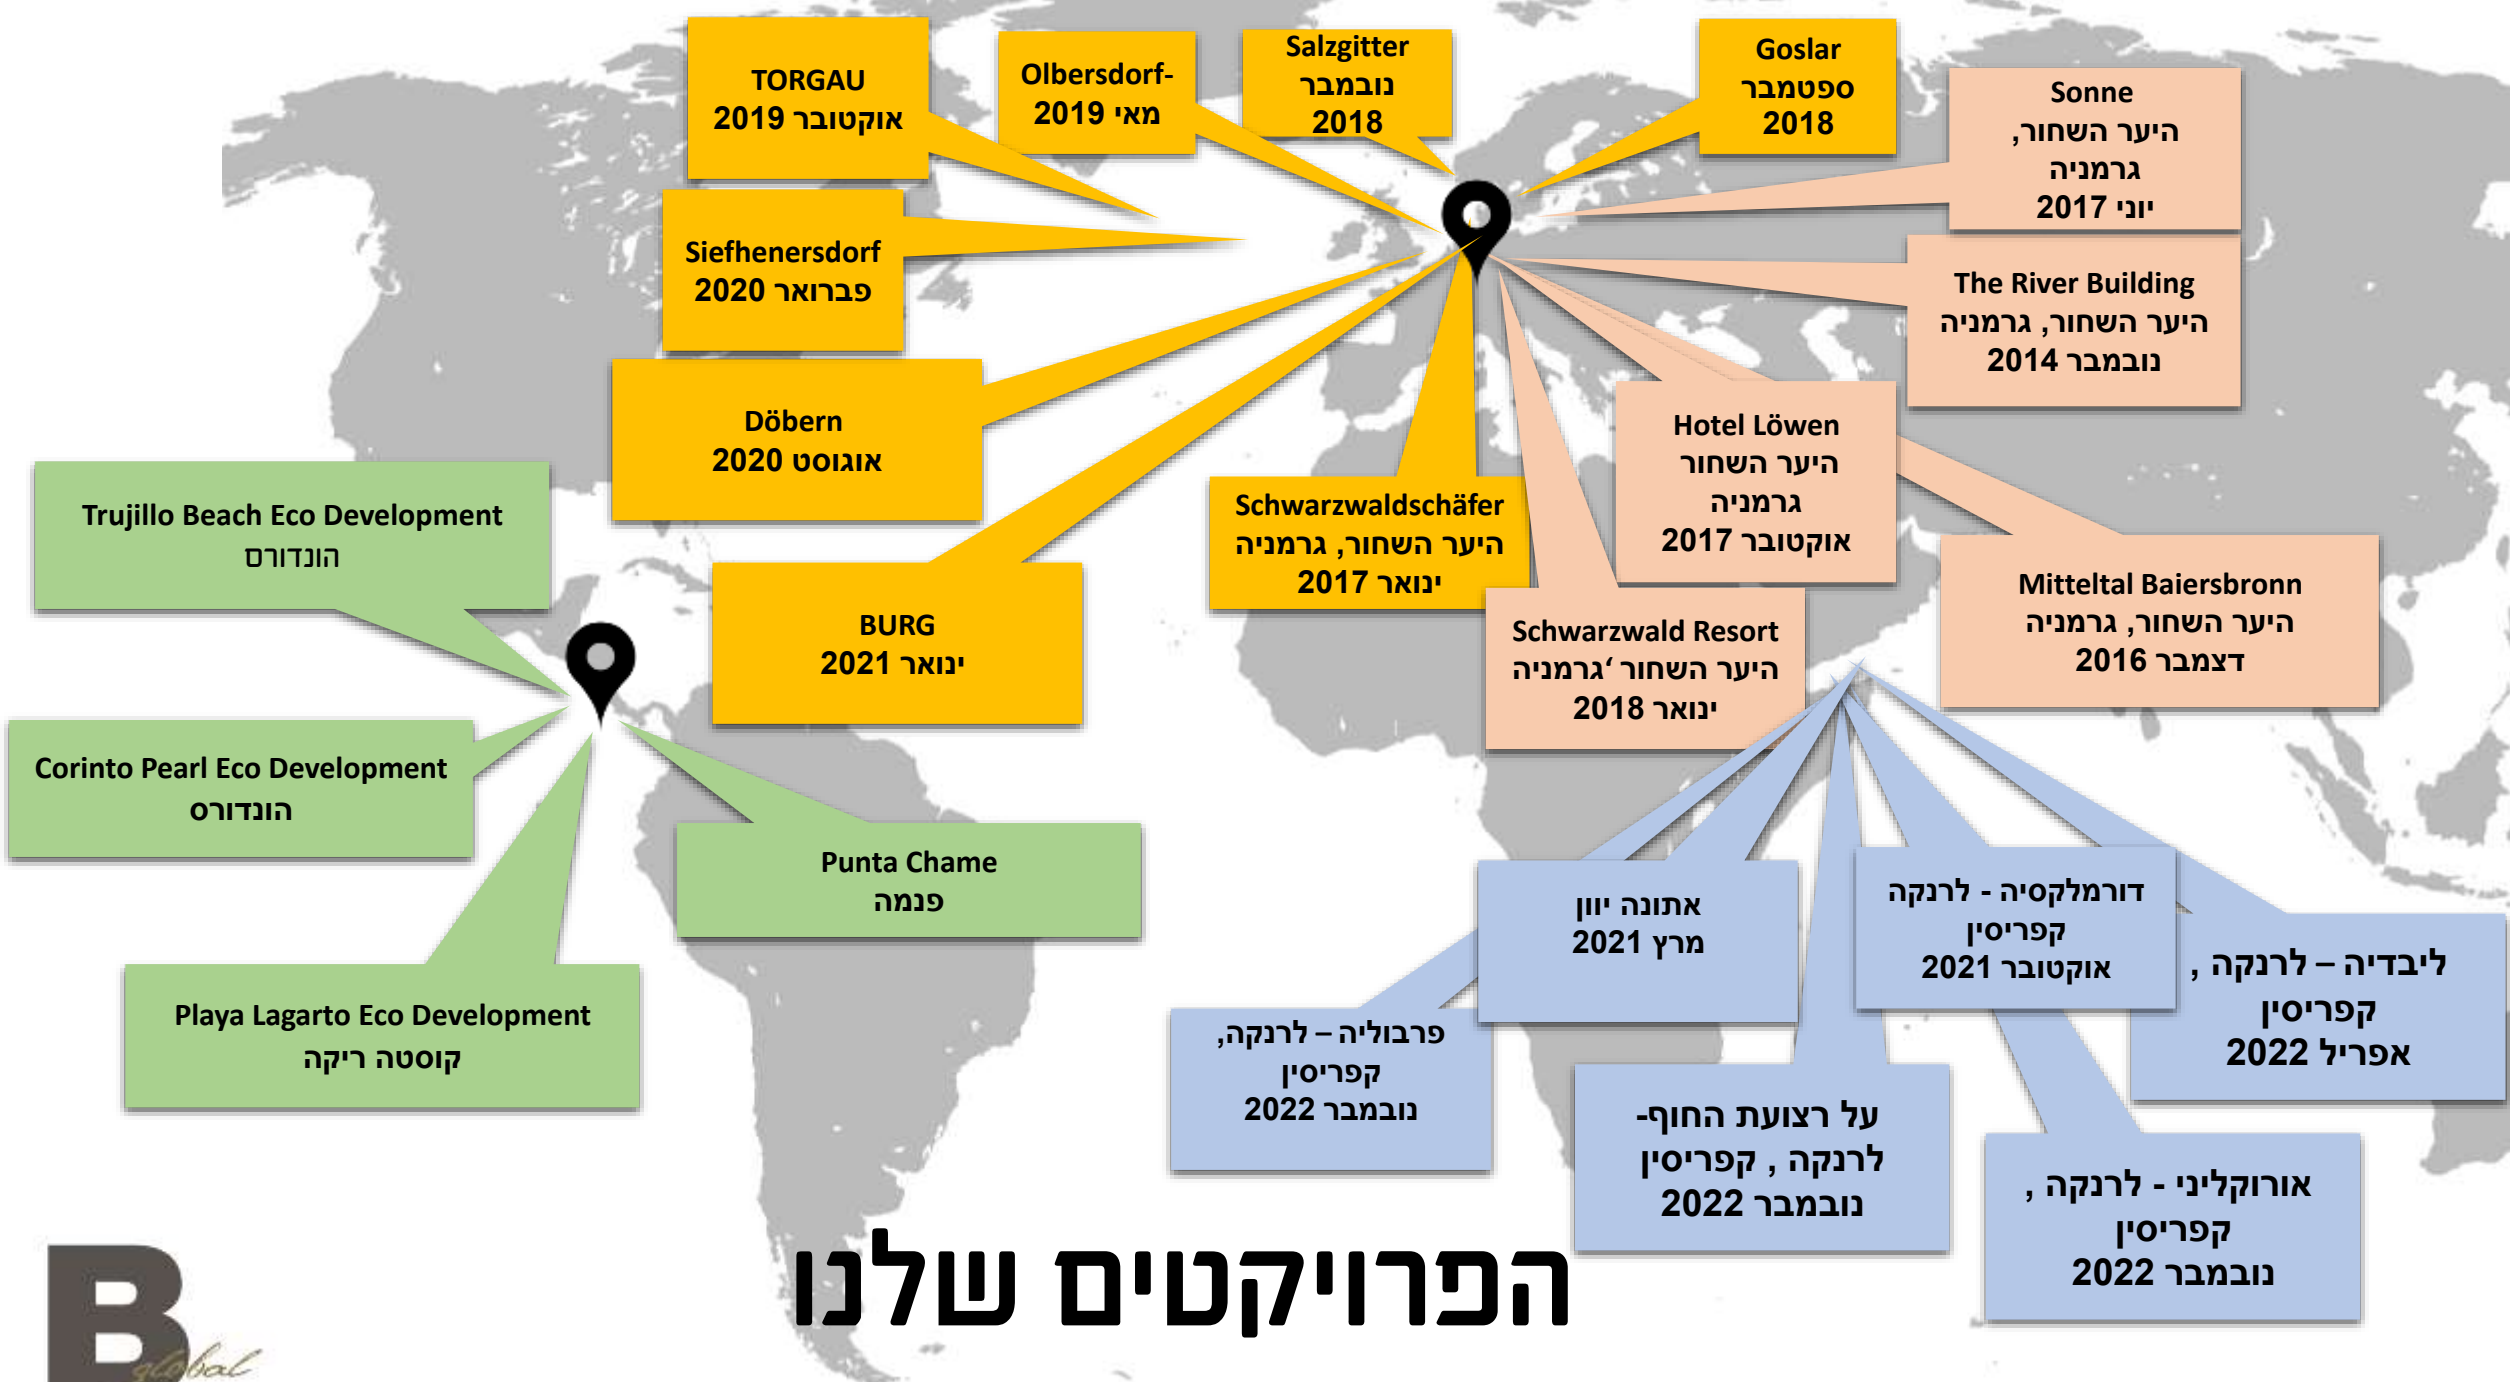 TORGAU
אוקטובר 2019
Olbersdorf-
מאי 2019
Salzgitter
נובמבר
2018
Goslar
ספטמבר
2018
Sonne
היער השחור,
גרמניה
יוני 2017
Siefhenersdorf
פברואר 2020
The River Building
היער השחור, גרמניה
נובמבר 2014
Döbern
אוגוסט 2020
Hotel Löwen
היער השחור
גרמניה
אוקטובר 2017
Trujillo Beach Eco Development
הונדורם
Schwarzwaldschäfer
היער השחור, גרמניה
ינואר 2017
BURG
ינואר 2021
Schwarzwald Resort
היער השחור ‘גרמניה
ינואר 2018
Mitteltal Baiersbronn
היער השחור, גרמניה
דצמבר 2016
Corinto Pearl Eco Development
הונדורס
Punta Chame
פנמה
Playa Lagarto Eco Development
קוסטה ריקה
אתונה יוון
מרץ 2021
דורמלקסיה - לרנקה
קפריסין
אוקטובר 2021
ליבדיה – לרנקה ,
קפריסין
אפריל 2022
פרבוליה – לרנקה,
קפריסין
נובמבר 2022
על רצועת החוף-
לרנקה , קפריסין
נובמבר 2022
אורוקליני - לרנקה ,
קפריסין
נובמבר 2022
הפרויקטים שלנו
B
global